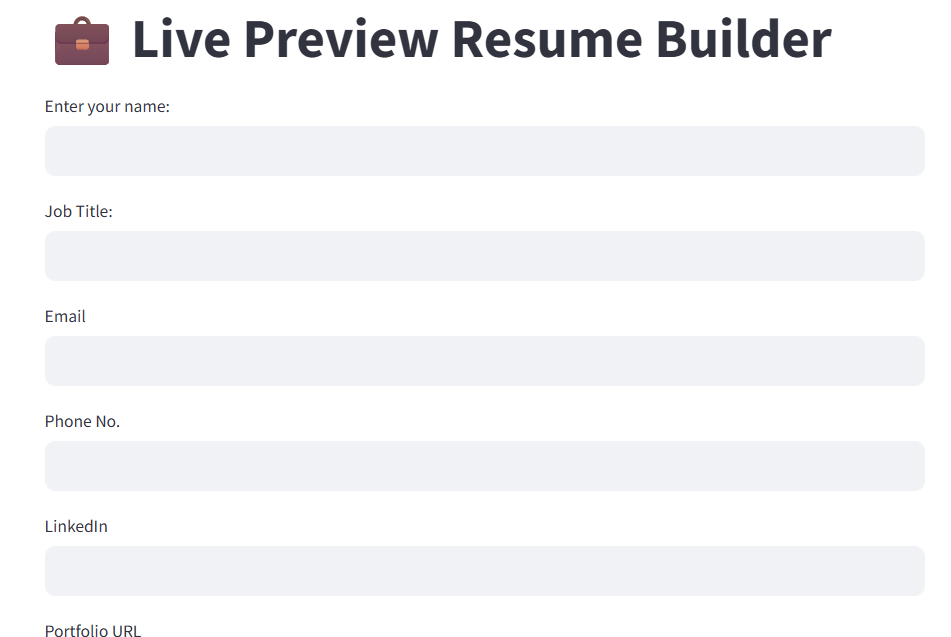 Live Preview Resume Builder
Enter your name:
Job Title:
Email
Phone No.
LinkedIn
Portfolio URL